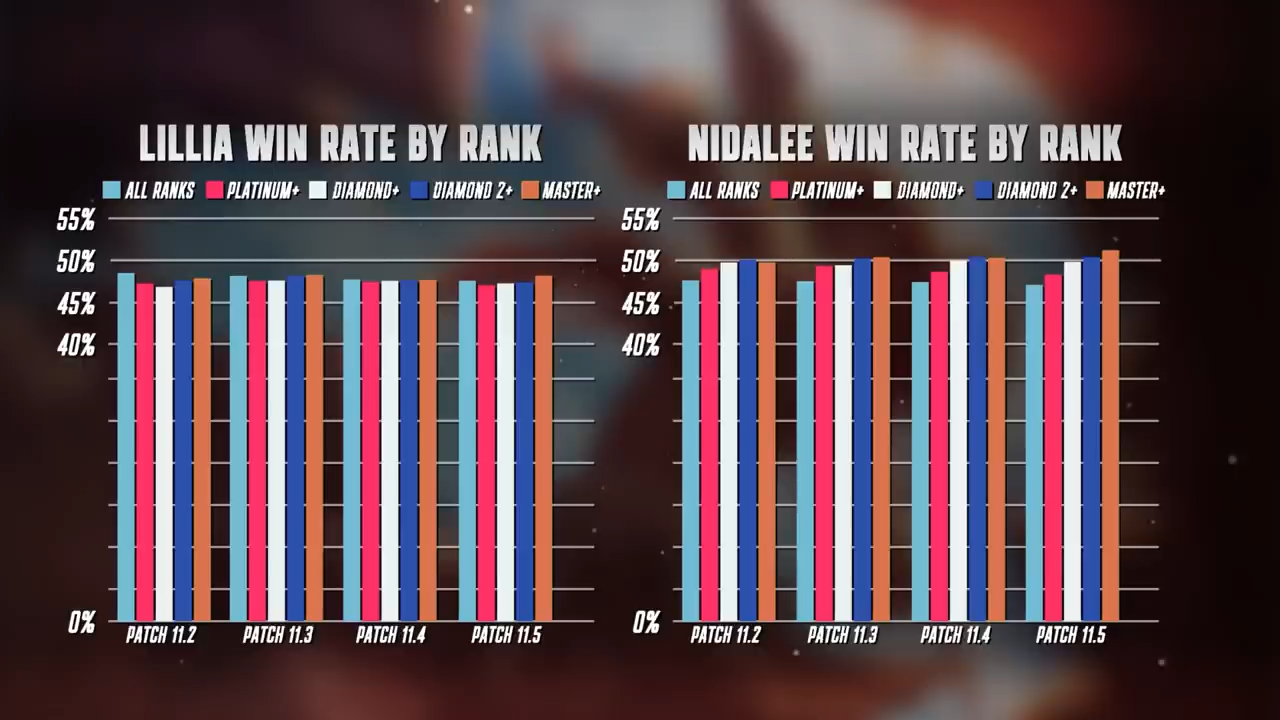 LILLIA WIN RATE BY RANK
ALL RANKS PLATINUM+ DIAMOND+ DIAMOND 2+ MASTER+
55%
50%
45%
40%
0%
PATCH 11.2 PATCH 11.3 PATCH 11.4 PATCH 11.5
NIDALEE WIN RATE BY RANK
ALL RANKS PLATINUM+ DIAMOND+ DIAMOND 2+ MASTER+
55%
50%
45%
40%
0%
PATCH 11.2 PATCH 11.3 PATCH 11.4 PATCH 11.5